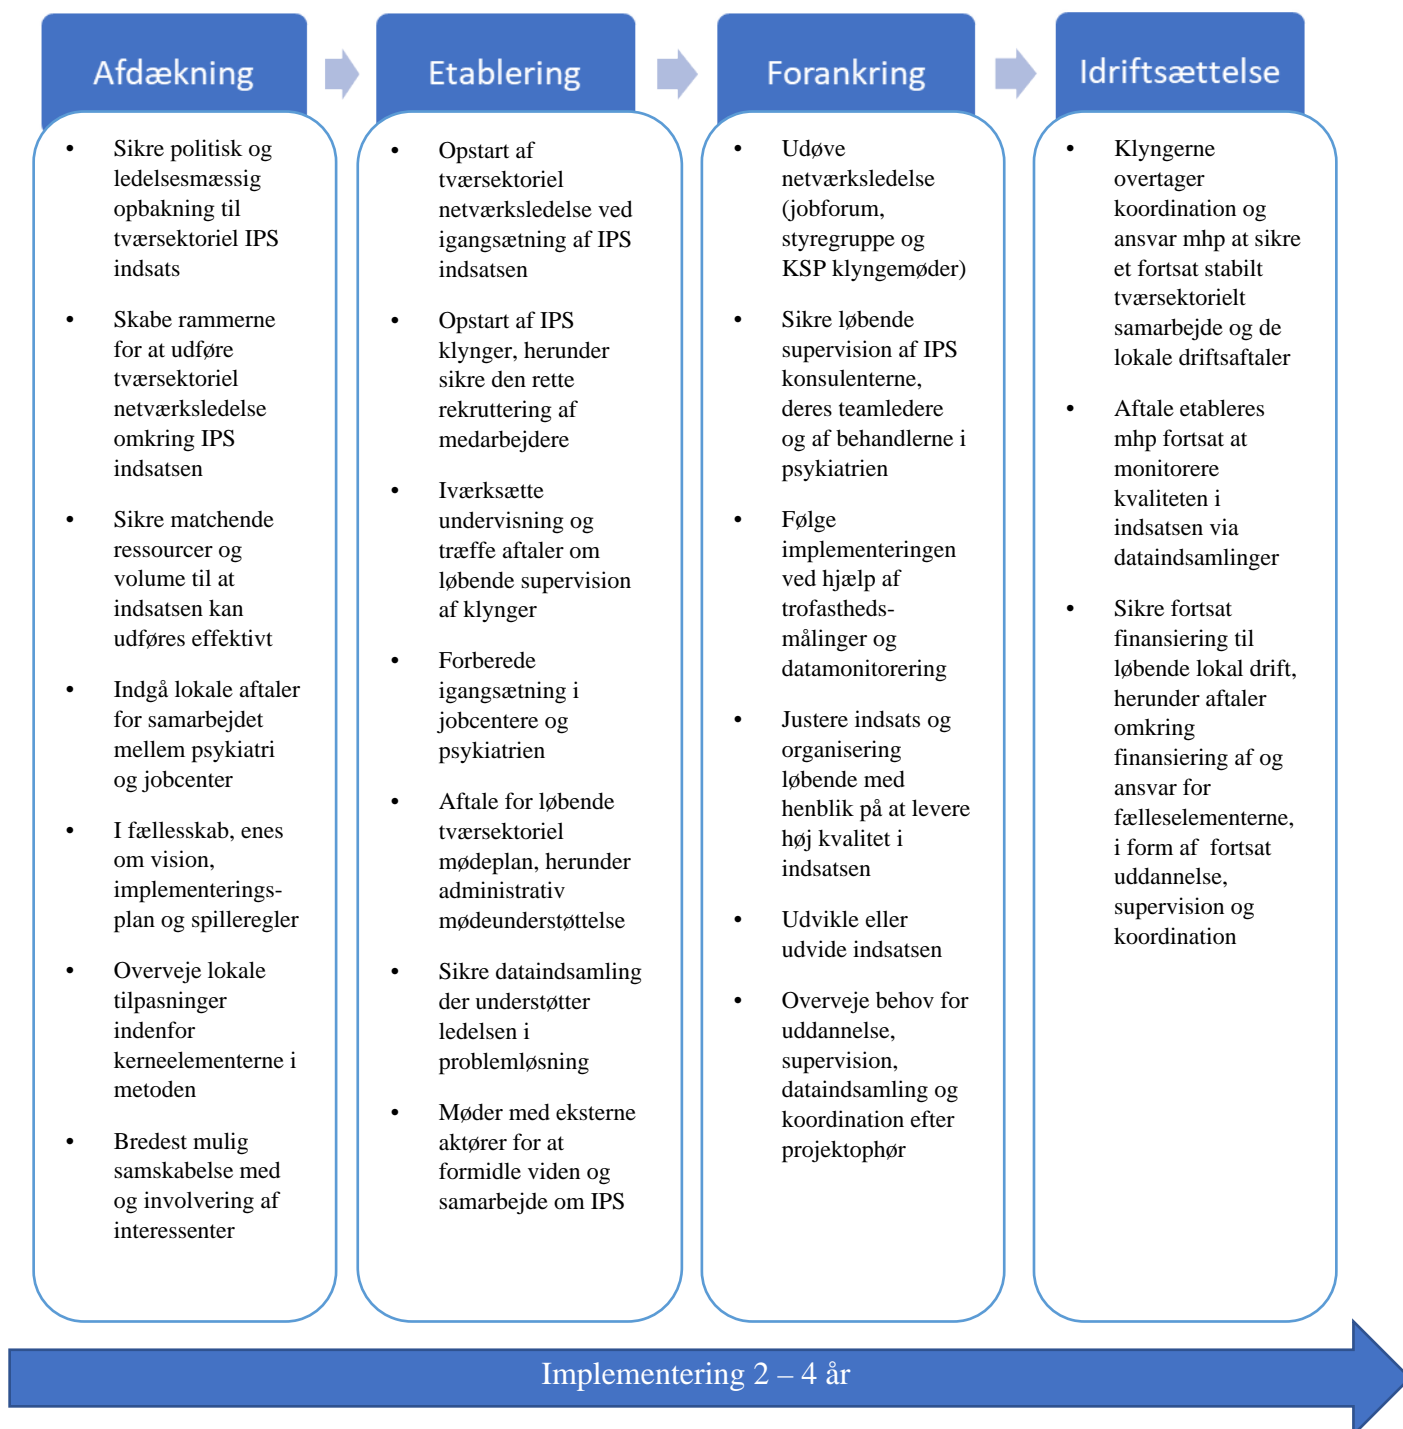 Afdækning
Etablering
Forankring
Idriftsættelse
• Sikre politisk og
ledelsesmæssig
opbakning til
tværsektoriel IPS
indsats
• Skabe rammerne
for at udføre
tværsektoriel
netværksledelse
omkring IPS
indsatsen
• Sikre matchende
ressourcer og
volume til at
indsatsen kan
udføres effektivt
• Indgå lokale aftaler
for samarbejdet
mellem psykiatri
og jobcenter
• I fællesskab, enes
om vision,
implementerings-
plan og spilleregler
• Overveje lokale
tilpasninger
indenfor
kerneelementerne i
metoden
• Bredest mulig
samskabelse med
og involvering af
interessenter
• Opstart af
tværsektoriel
netværksledelse ved
igangsætning af IPS
indsatsen
• Opstart af IPS
klynger, herunder
sikre den rette
rekruttering af
medarbejdere
• Iværksætte
undervisning og
træffe aftaler om
løbende supervision
af klynger
• Forberede
igangsætning i
jobcentere og
psykiatrien
• Aftale for løbende
tværsektoriel
mødeplan, herunder
administrativ
mødeunderstøttelse
• Sikre dataindsamling
der understøtter
ledelsen i
problemløsning
• Møder med eksterne
aktører for at
formidle viden og
samarbejde om IPS
• Udøve
netværksledelse
(jobforum,
styregruppe og
KSP klyngemøder)
• Sikre løbende
supervision af IPS
konsulenterne,
deres teamledere
og af behandlerne i
psykiatrien
• Følge
implementeringen
ved hjælp af
trofastheds-
målinger og
datamonitorering
• Justere indsats og
organisering
løbende med
henblik på at levere
høj kvalitet i
indsatsen
• Udvikle eller
udvide indsatsen
• Overveje behov for
uddannelse,
supervision,
dataindsamling og
koordination efter
projektophør
• Klyngerne
overtager
koordination og
ansvar mhp at sikre
et fortsat stabilt
tværsektorielt
samarbejde og de
lokale driftsaftaler
• Aftale etableres
mhp fortsat at
monitorere
kvaliteten i
indsatsen via
dataindsamlinger
• Sikre fortsat
finansiering til
løbende lokal drift,
herunder aftaler
omkring
finansiering af og
ansvar for
fælleselementerne,
i form af fortsat
uddannelse,
supervision og
koordination
Implementering 2 – 4 år